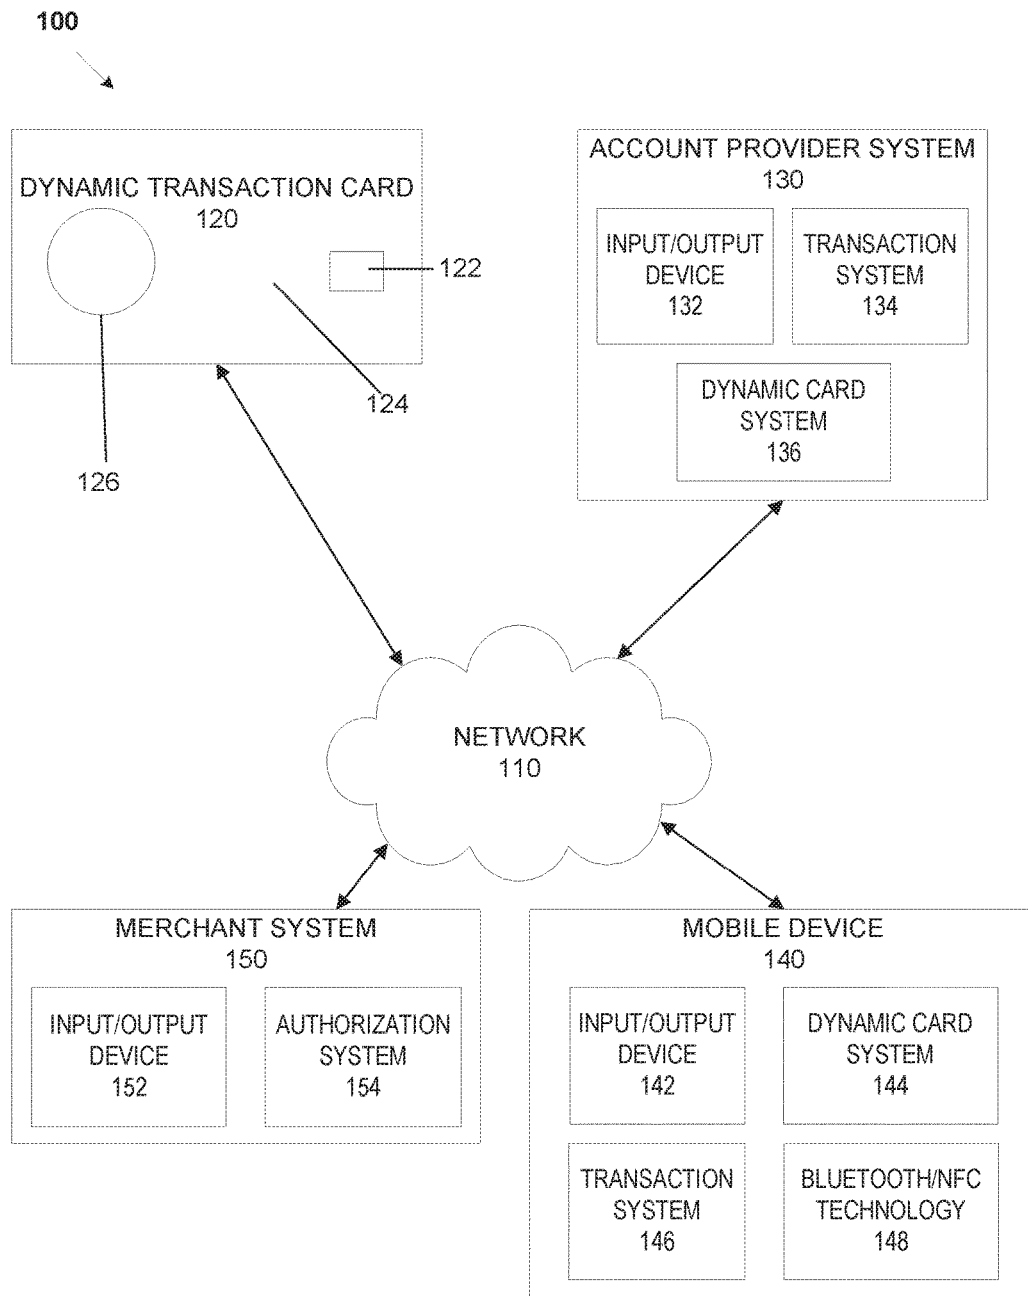 100
DYNAMIC TRANSACTION CARD
120
122
124
126
ACCOUNT PROVIDER SYSTEM
130
INPUT/OUTPUT
DEVICE
132
TRANSACTION
SYSTEM
134
DYNAMIC CARD
SYSTEM
136
NETWORK
110
MERCHANT SYSTEM
150
INPUT/OUTPUT
DEVICE
152
AUTHORIZATION
SYSTEM
154
MOBILE DEVICE
140
INPUT/OUTPUT
DEVICE
142
DYNAMIC CARD
SYSTEM
144
TRANSACTION
SYSTEM
146
BLUETOOTH/NFC
TECHNOLOGY
148